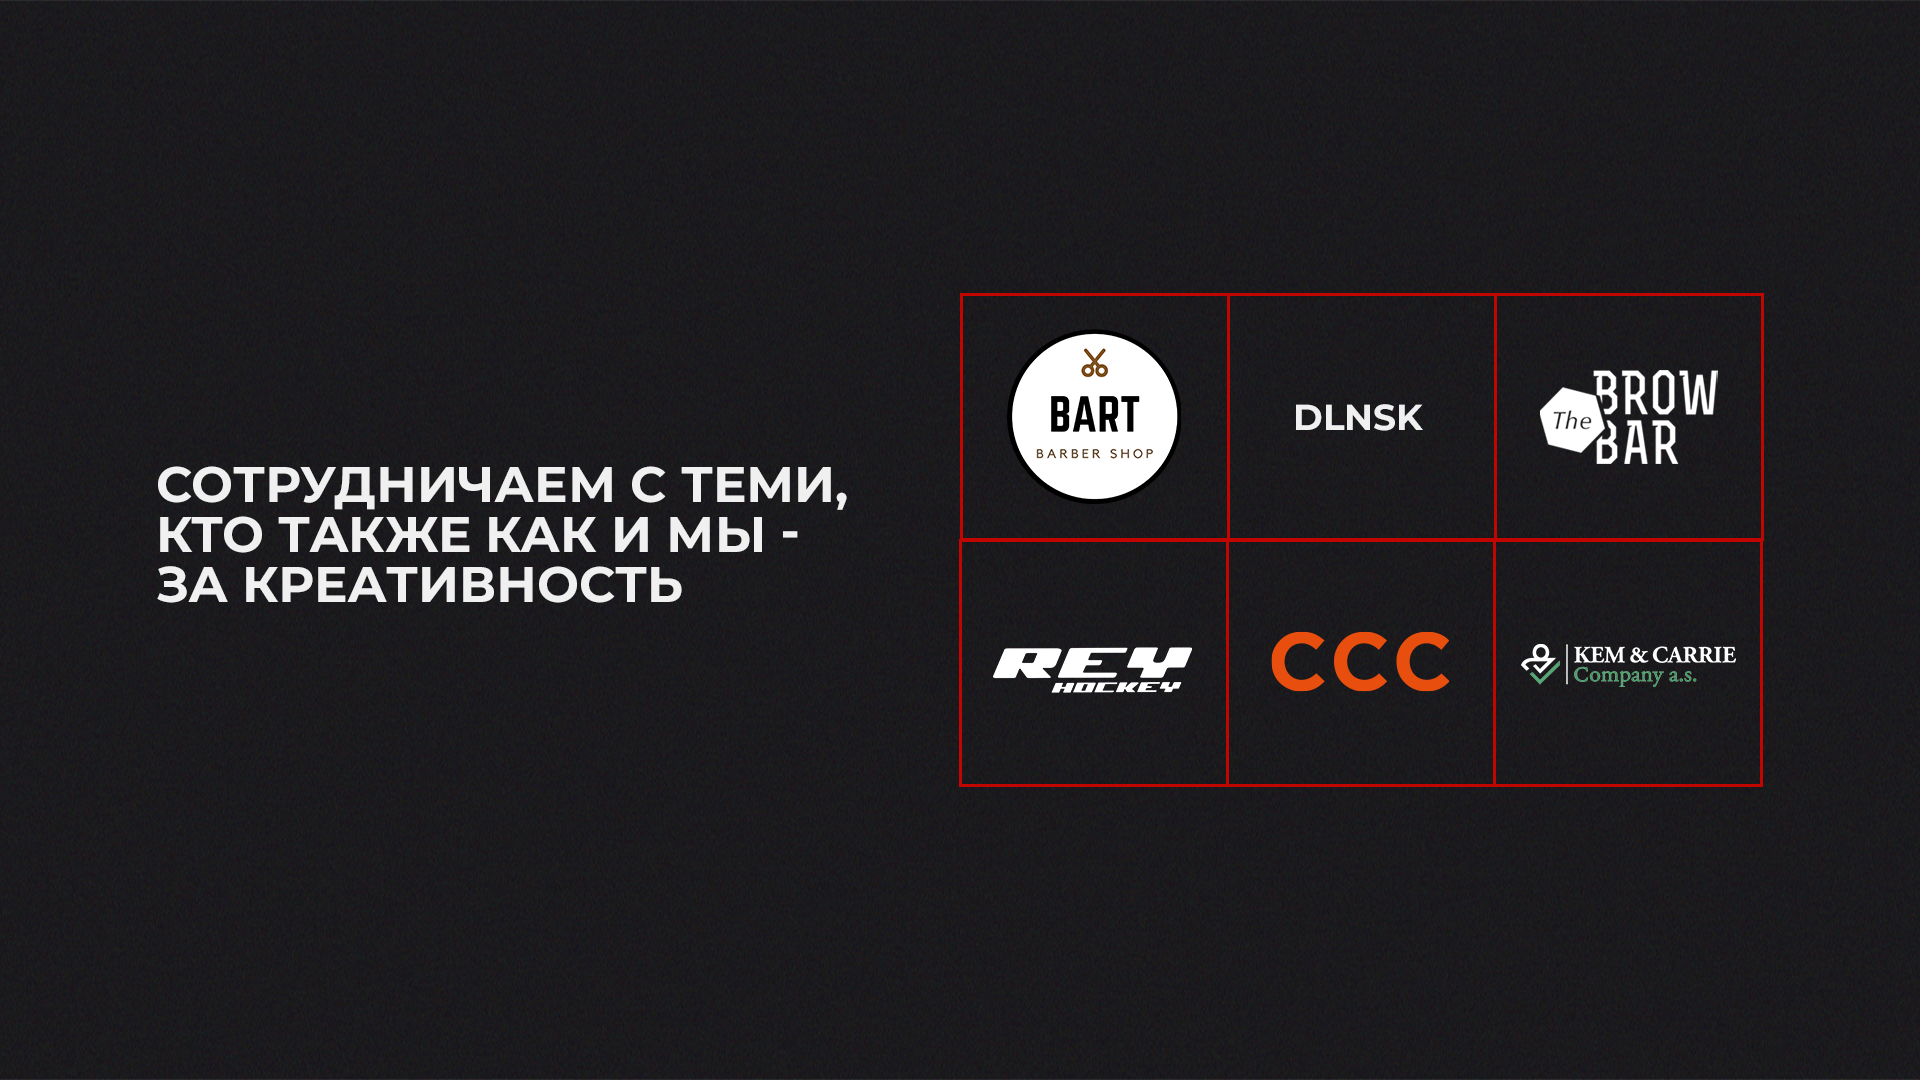 СОТРУДНИЧАЕМ С ТЕМИ,
КТО ТАКЖЕ КАК И МЫ -
ЗА КРЕАТИВНОСТЬ
BART
BARBER SHOP
DLNSK
The
BROW
BAR
REY
HOCKEY
CCC
KEM & CARRIE
Company a.s.